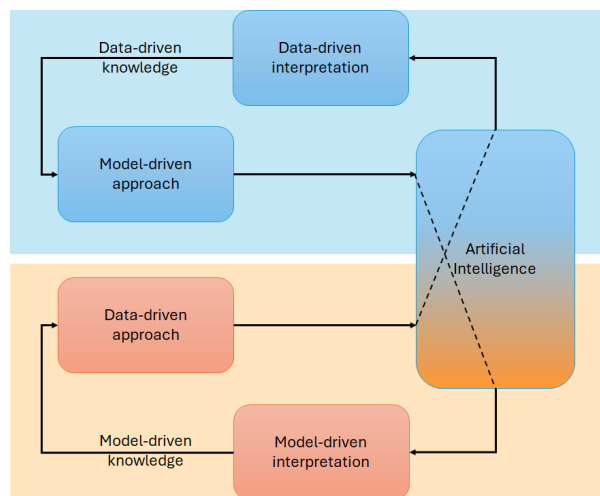 Data-driven
knowledge
Data-driven
interpretation
Model-driven
approach
Artificial
Intelligence
Data-driven
approach
Model-driven
knowledge
Model-driven
interpretation